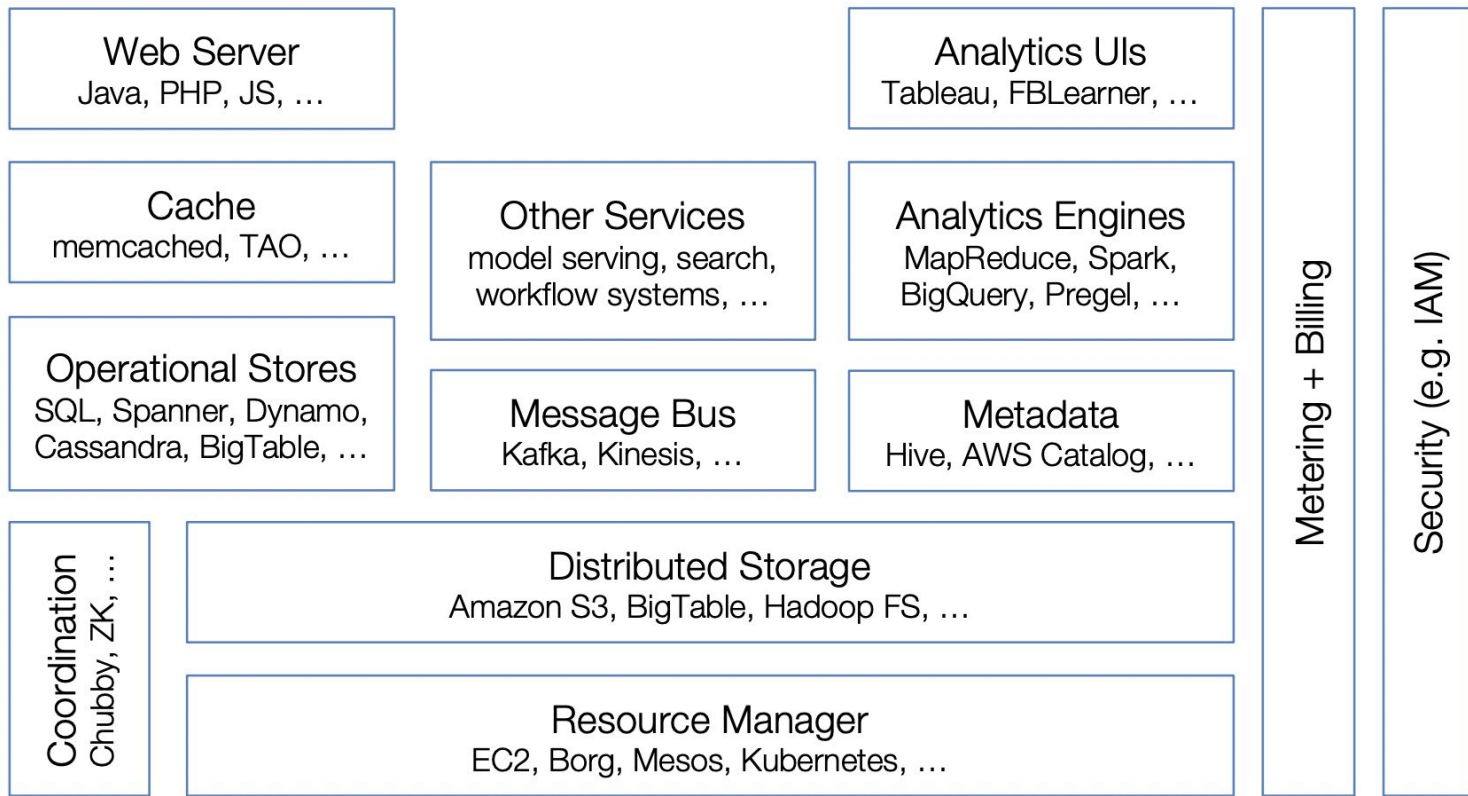 Web Server
Java, PHP, JS, …
Analytics UIs
Tableau, FBLearner, …
Cache
memcached, TAO, …
Other Services
model serving, search,
workflow systems, …
Analytics Engines
MapReduce, Spark,
BigQuery, Pregel, …
Operational Stores
SQL, Spanner, Dynamo,
Cassandra, BigTable, …
Message Bus
Kafka, Kinesis, …
Metadata
Hive, AWS Catalog, …
Coordination
Chubby, ZK, …
Distributed Storage
Amazon S3, BigTable, Hadoop FS, …
Resource Manager
EC2, Borg, Mesos, Kubernetes, …
Metering + Billing
Security (e.g. IAM)